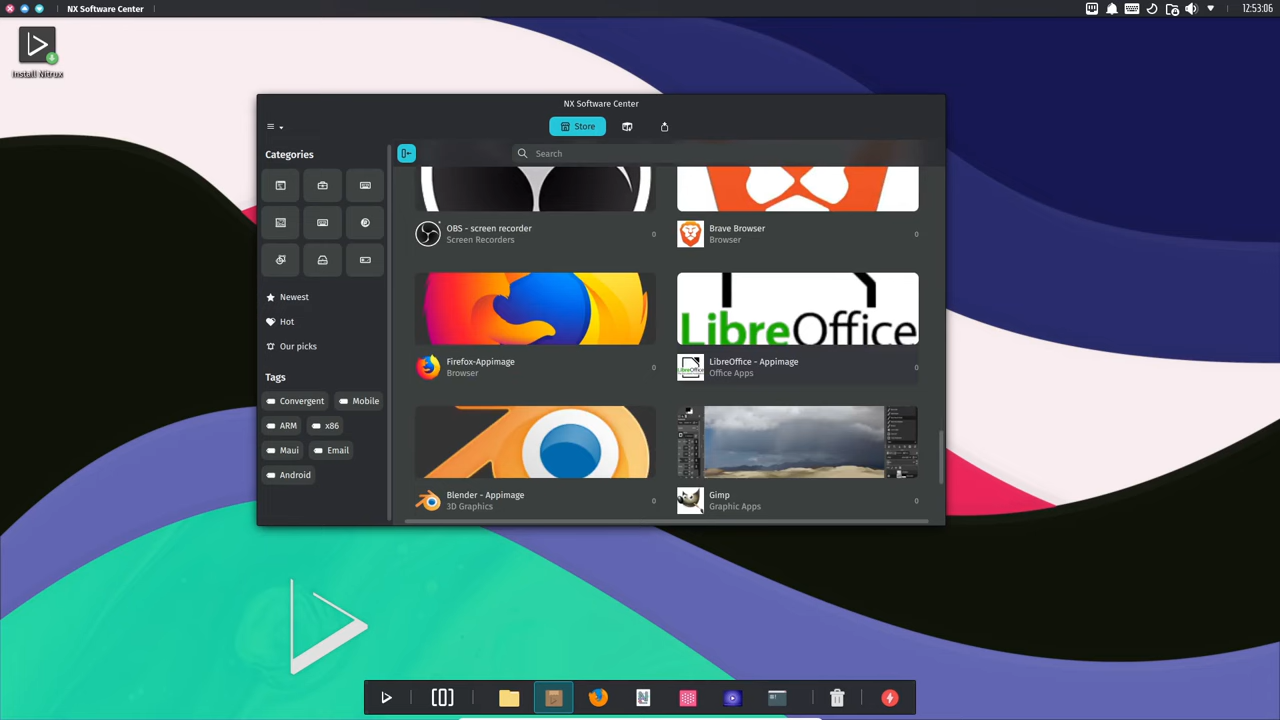 NX Software Center
12:53:06
Install Nitrux
NX Software Center
Store
Categories
Search
Newest
Hot
Our picks
Tags
Convergent
Mobile
ARM
x86
Maui
Email
Android
OBS - screen recorder
Screen Recorders
0
Brave Browser
Browser
0
Firefox-Appimage
Browser
0
LibreOffice
LibreOffice - Appimage
Office Apps
0
Blender - Appimage
3D Graphics
0
Gimp
Graphic Apps
0